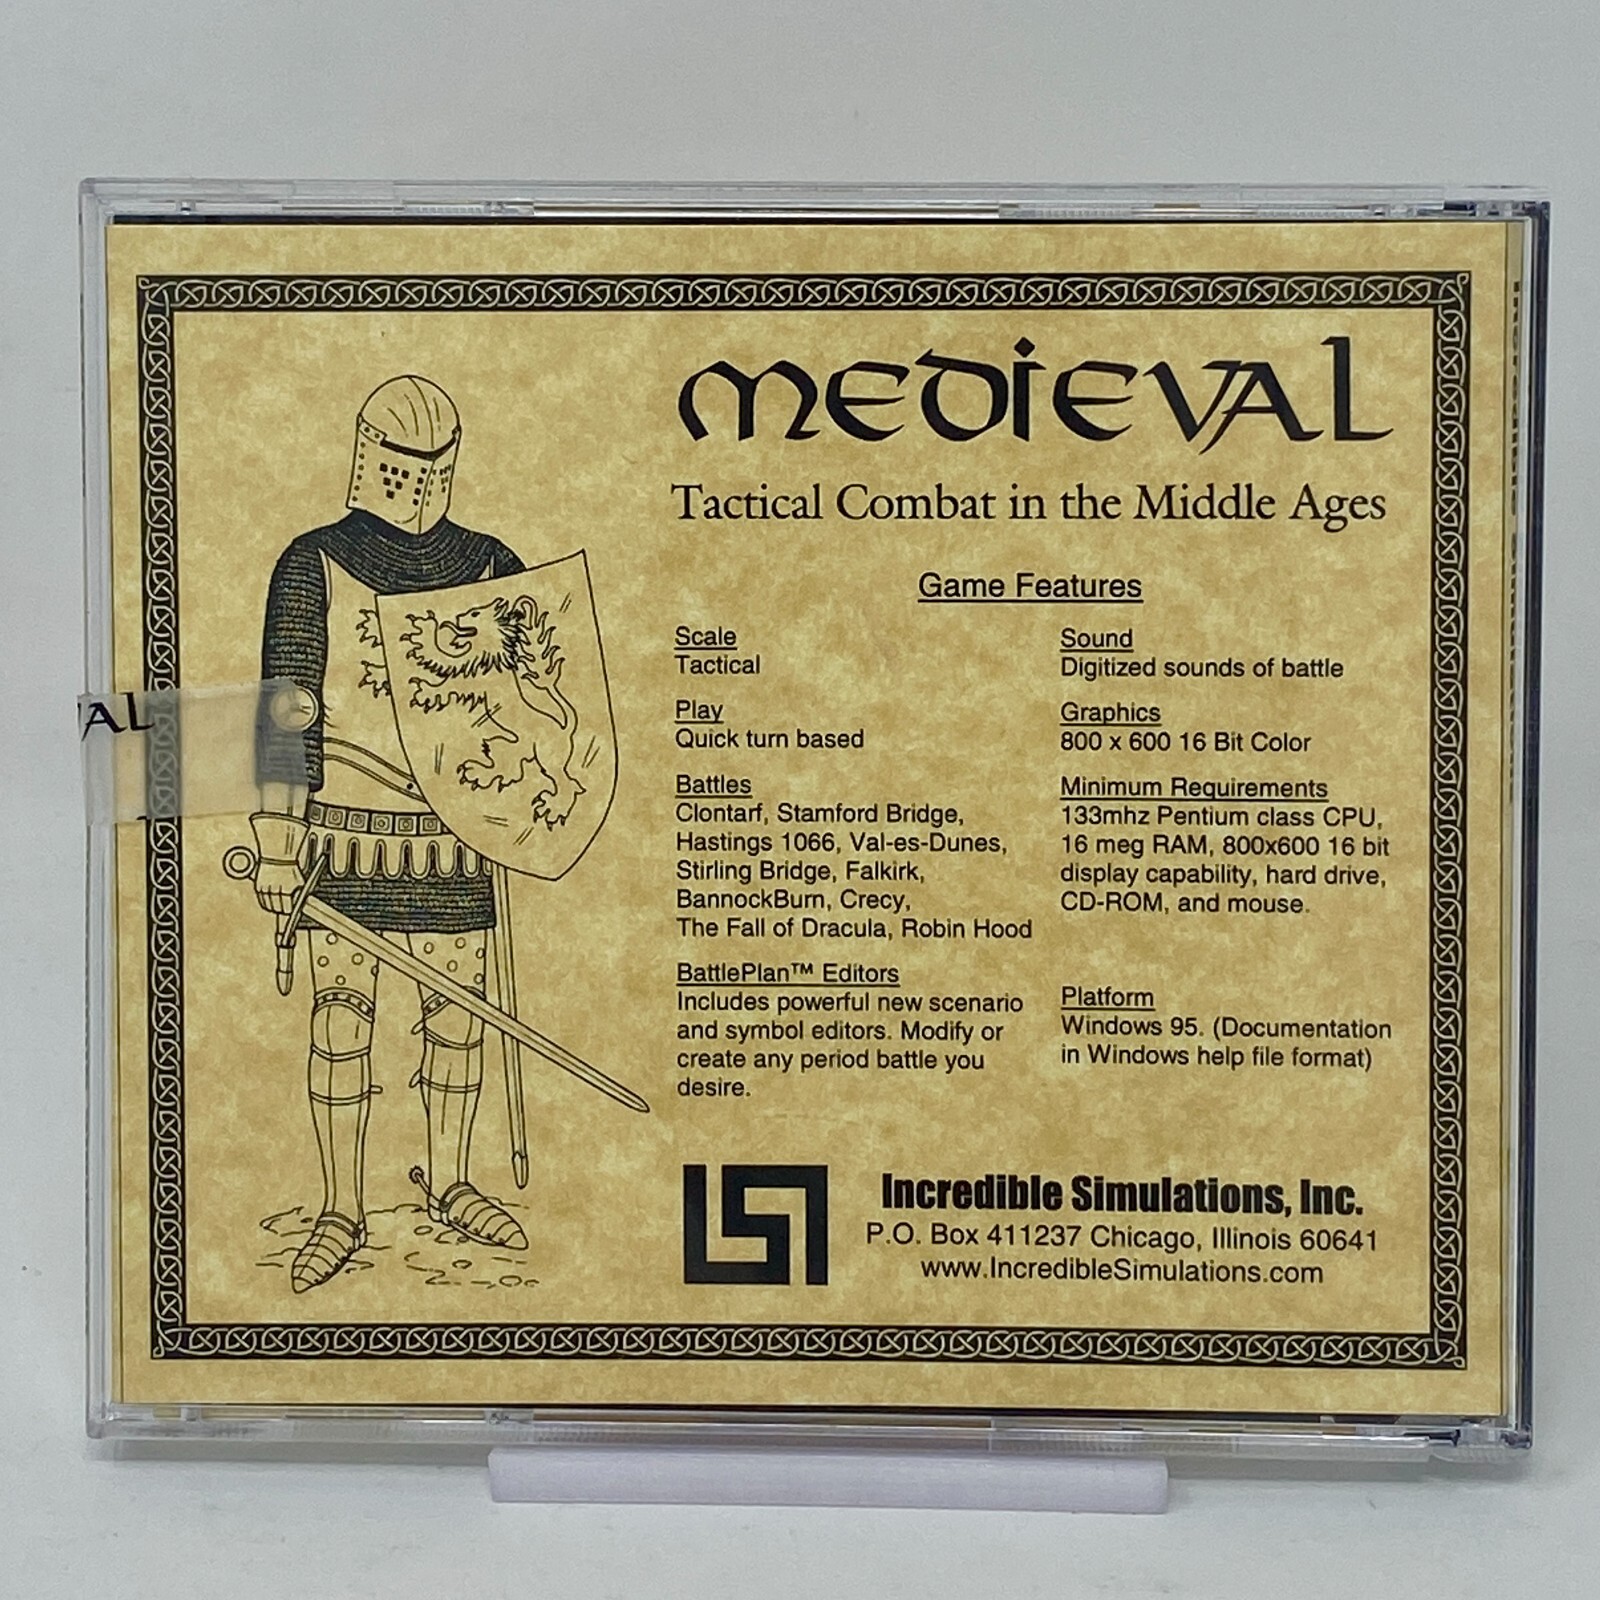 MEDIEVAL
Tactical Combat in the Middle Ages
Game Features
Scale
Tactical
Play
Quick turn based
Battles
Clontarf, Stamford Bridge,
Hastings 1066, Val-es-Dunes,
Stirling Bridge, Falkirk,
BannockBurn, Crecy,
The Fall of Dracula, Robin Hood
BattlePlan™ Editors
Includes powerful new scenario
and symbol editors. Modify or
create any period battle you
desire.
Sound
Digitized sounds of battle
Graphics
800 x 600 16 Bit Color
Minimum Requirements
133mhz Pentium class CPU,
16 meg RAM, 800x600 16 bit
display capability, hard drive,
CD-ROM, and mouse.
Platform
Windows 95. (Documentation
in Windows help file format)
Incredible Simulations, Inc.
P.O. Box 411237 Chicago, Illinois 60641
www.IncredibleSimulations.com
VAL